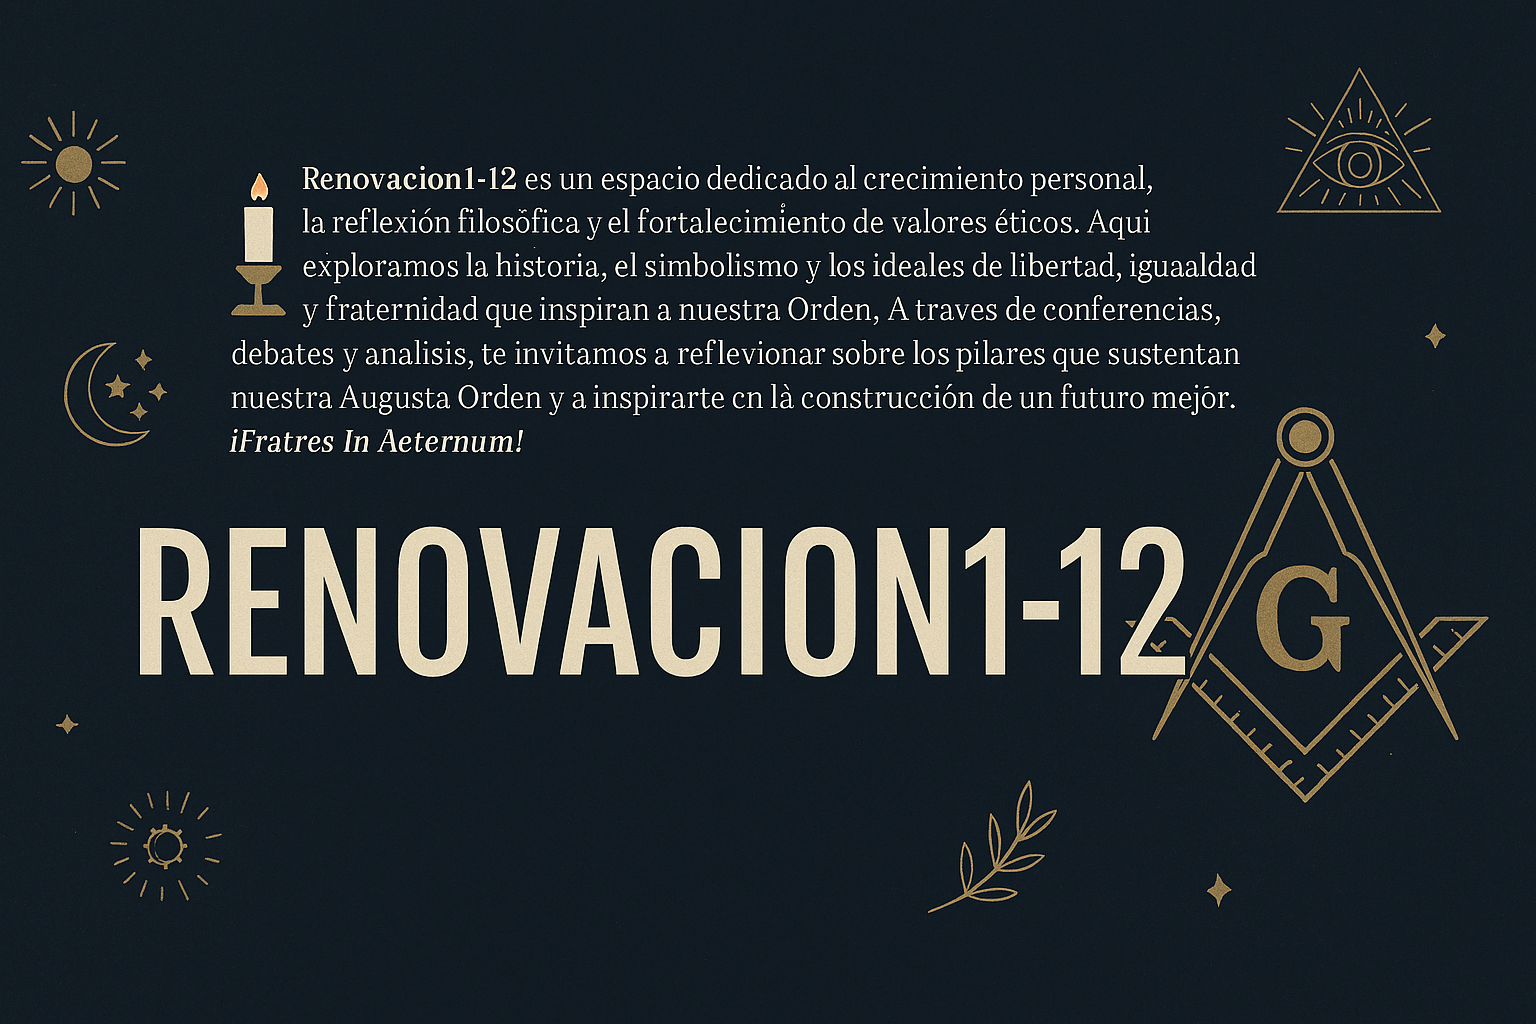 Renovacion1-12 es un espacio dedicado al crecimiento personal,
la reflexión filosófica y el fortalecimiento de valores éticos. Aqui
exploramos la historia, el simbolismo y los ideales de libertad, iguaaldad
y fraternidad que inspiran a nuestra Orden, A traves de conferencias,
debates y analisis, te invitamos a reflevionar sobre los pilares que sustentan
nuestra Augusta Orden y a inspirarte cn là construcción de un futuro mejór.
¡Fratres In Aeternum!
RENOVACION1-12
G